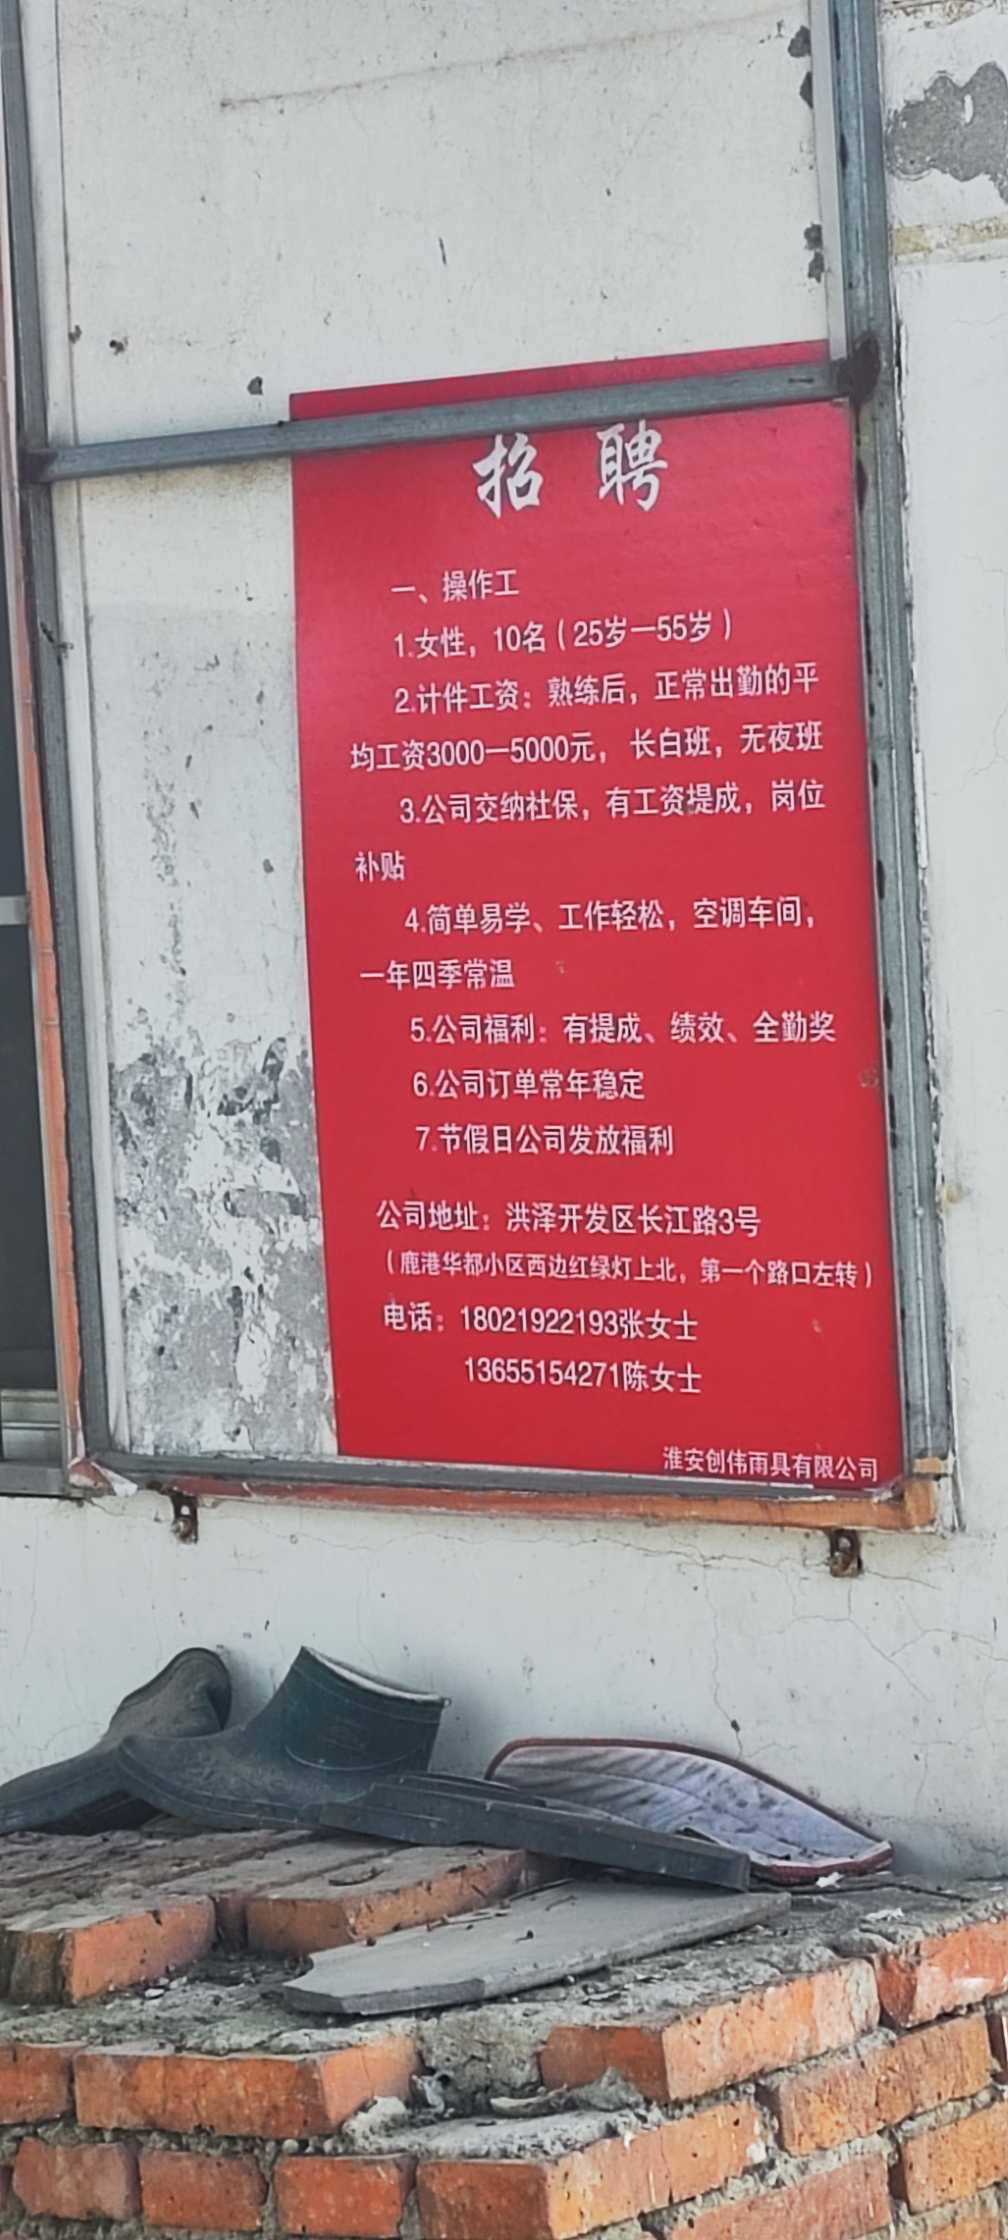 招聘
一、操作工
1.女性，10名（25岁—55岁）
2.计件工资：熟练后，正常出勤的平
均工资3000—5000元，长白班，无夜班
3.公司交纳社保，有工资提成，岗位
补贴
4.简单易学、工作轻松，空调车间，
一年四季常温
5.公司福利：有提成、绩效、全勤奖
6.公司订单常年稳定
7.节假日公司发放福利
公司地址：洪泽开发区长江路3号
（鹿港华都小区西边红绿灯上北，第一个路口左转）
电话：18021922193张女士
13655154271陈女士
淮安创伟雨具有限公司